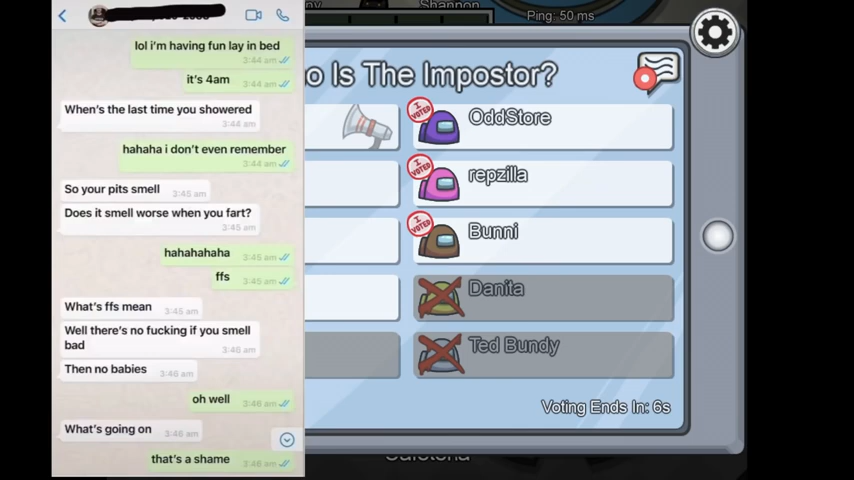 lol i'm having fun lay in bed
3:44 am
it's 4am
3:44 am
When's the last time you showered
3:44 am
hahaha i don't even remember
3:44 am
So your pits smell
3:45 am
Does it smell worse when you fart?
3:45 am
hahahahaha
3:45 am
ffs
3:45 am
What's ffs mean
3:45 am
Well there's no fucking if you smell
bad
3:46 am
Then no babies
3:46 am
oh well
3:46 am
What's going on
3:46 am
that's a shame
3:46 am
Shannon
Ping: 50 ms
o Is The Impostor?
I VOTED
OddStore
I VOTED
repzilla
I VOTED
Bunni
Danita
Ted Bundy
Voting Ends In: 6s
Cafeteria